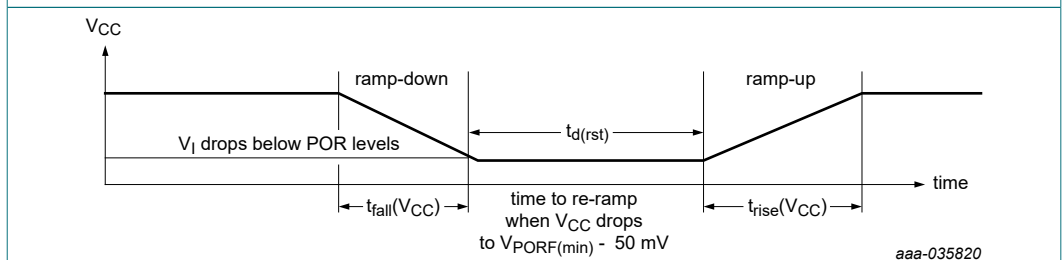 VCC
ramp-down
ramp-up
td(rst)
VI drops below POR levels
time
tfall(VCC)
time to re-ramp
when VCC drops
to VPORF(min) - 50 mV
trise(VCC)
aaa-035820